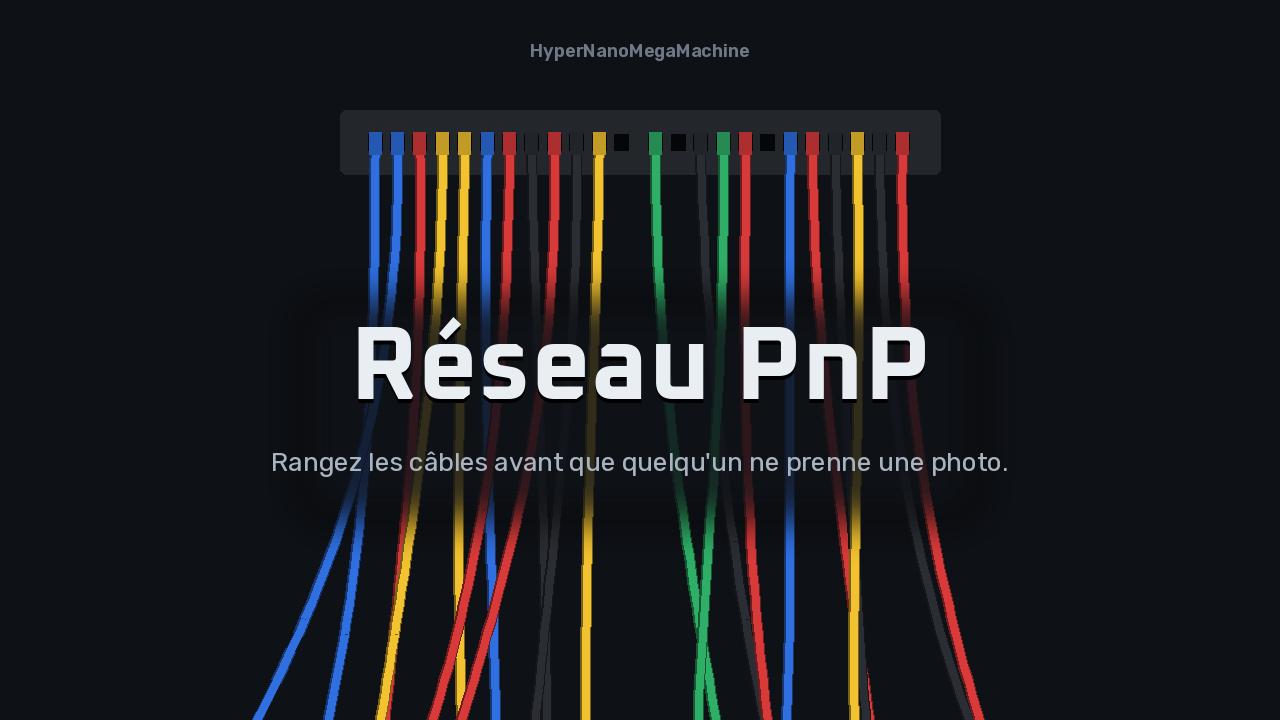 HyperNanoMegaMachine
Réseau PnP
Rangez les câbles avant que quelqu'un ne prenne une photo.